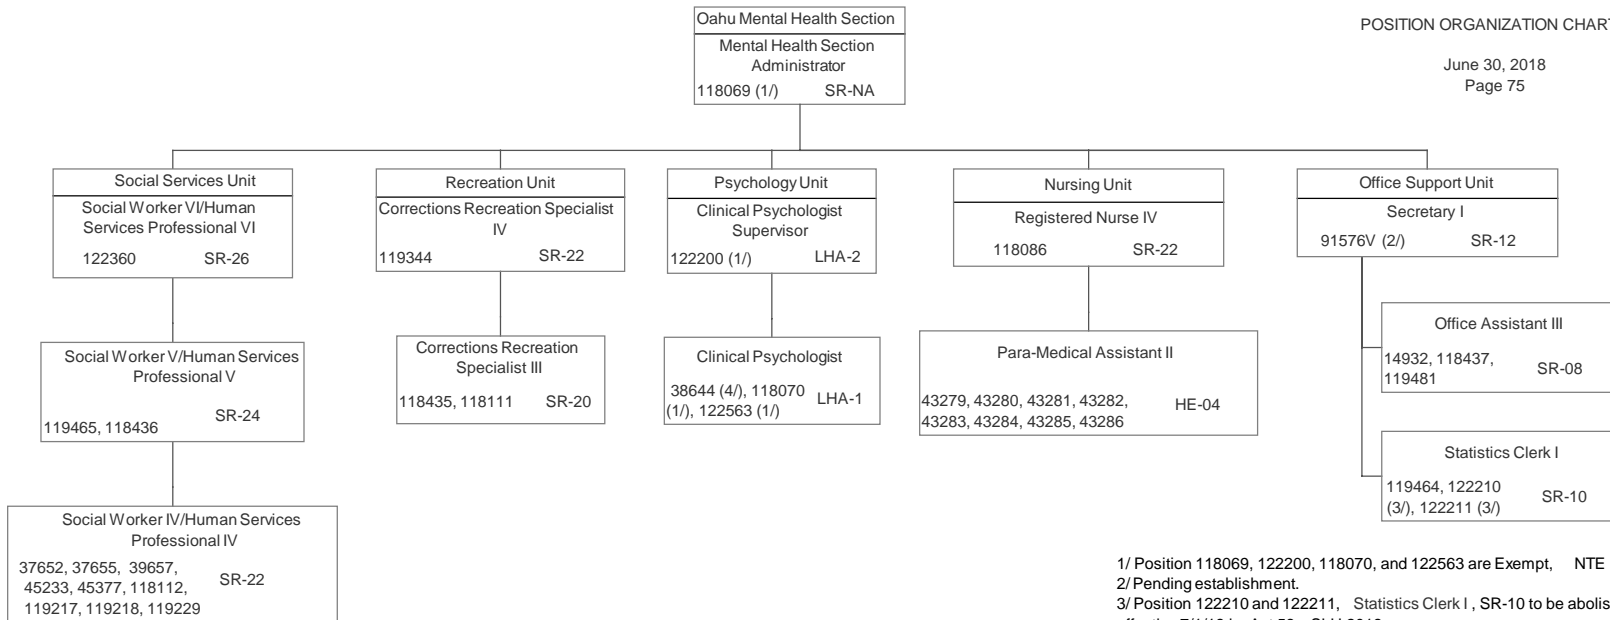 POSITION ORGANIZATION CHART
June 30, 2018
Page 75
Oahu Mental Health Section
Mental Health Section
Administrator
118069 (1/) SR-NA
Social Services Unit
Social Worker VI/Human
Services Professional VI
122360 SR-26
Social Worker V/Human Services
Professional V
119465, 118436 SR-24
Social Worker IV/Human Services
Professional IV
37652, 37655, 39657,
45233, 45377, 118112,
119217, 119218, 119229
SR-22
Recreation Unit
Corrections Recreation Specialist
IV
119344 SR-22
Corrections Recreation
Specialist III
118435, 118111 SR-20
Psychology Unit
Clinical Psychologist
Supervisor
122200 (1/) LHA-2
Clinical Psychologist
38644 (4/), 118070
(1/), 122563 (1/)
LHA-1
Nursing Unit
Registered Nurse IV
118086 SR-22
Para-Medical Assistant II
43279, 43280, 43281, 43282,
43283, 43284, 43285, 43286
HE-04
Office Support Unit
Secretary I
91576V (2/) SR-12
Office Assistant III
14932, 118437,
119481
SR-08
Statistics Clerk I
119464, 122210
(3/), 122211 (3/)
SR-10
1/ Position 118069, 122200, 118070, and 122563 are Exempt, NTE
2/ Pending establishment.
3/ Position 122210 and 122211, Statistics Clerk I , SR-10 to be abolis